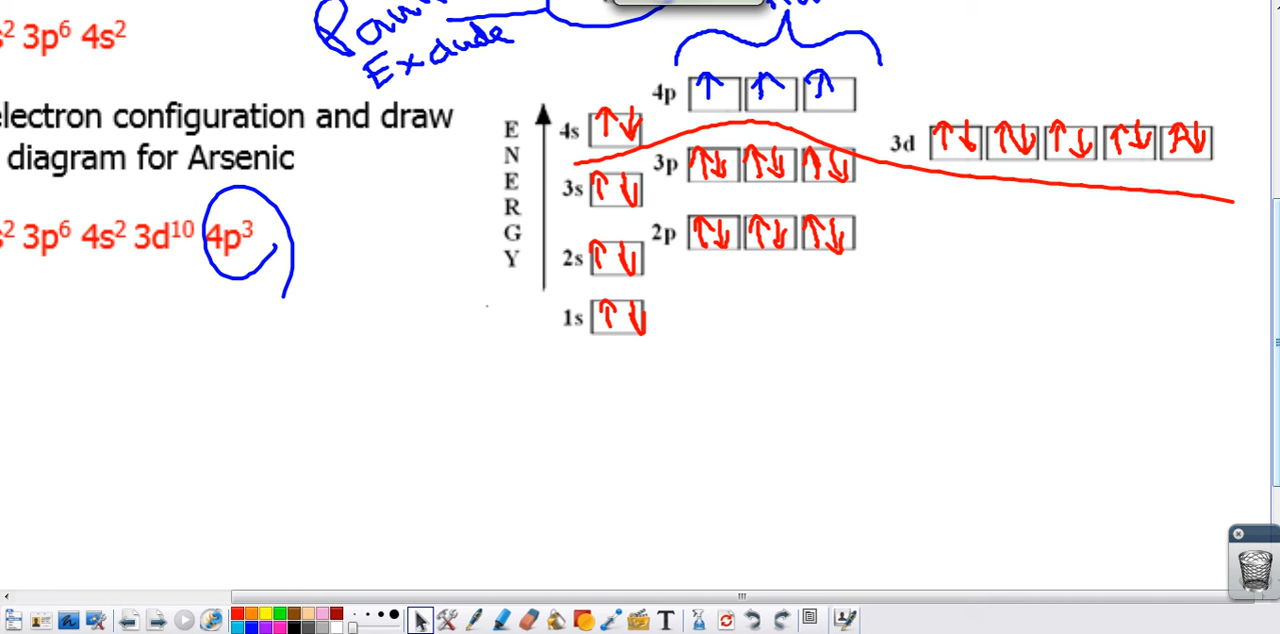 s² 3p⁶ 4s²
Exclude
electron configuration and draw
diagram for Arsenic
s² 3p⁶ 4s² 3d¹⁰ 4p³
ENERGY
4p ↑ ↑ ↑
4s ↑↓
3d ↑↓ ↑↓ ↑↓ ↑↓ ↑↓
3p ↑↓ ↑↓ ↑↓
3s ↑↓
2p ↑↓ ↑↓ ↑↓
2s ↑↓
1s ↑↓
T